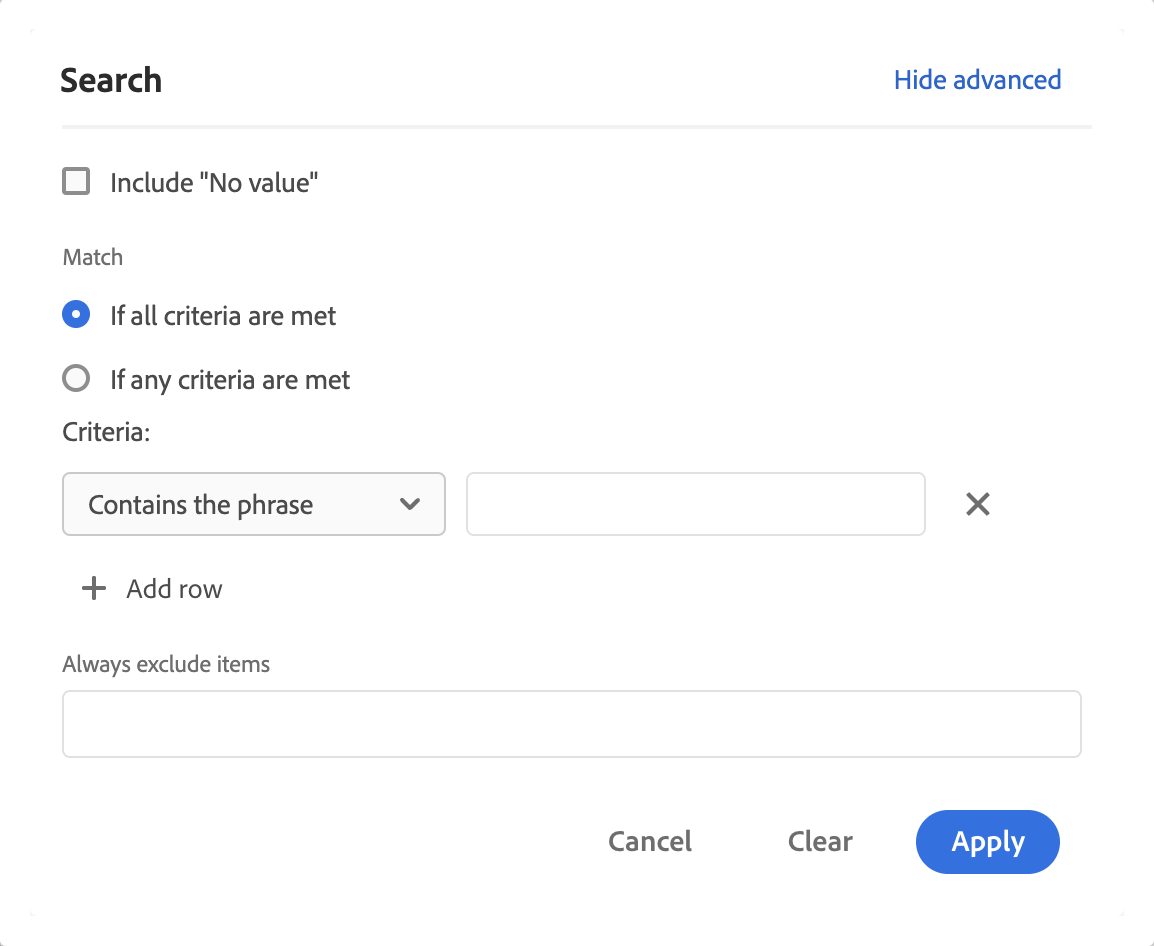 Search
Hide advanced
Include "No value"
Match
If all criteria are met
If any criteria are met
Criteria:
Contains the phrase
Add row
Always exclude items
Cancel
Clear
Apply